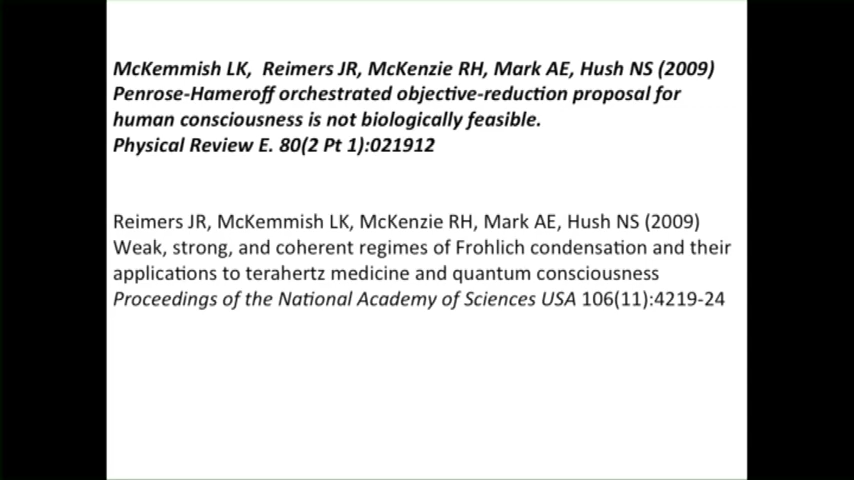 McKemmish LK,  Reimers JR, McKenzie RH, Mark AE, Hush NS (2009)
Penrose-Hameroff orchestrated objective-reduction proposal for
human consciousness is not biologically feasible.
Physical Review E. 80(2 Pt 1):021912
Reimers JR, McKemmish LK, McKenzie RH, Mark AE, Hush NS (2009)
Weak, strong, and coherent regimes of Frohlich condensation and their
applications to terahertz medicine and quantum consciousness
Proceedings of the National Academy of Sciences USA 106(11):4219-24